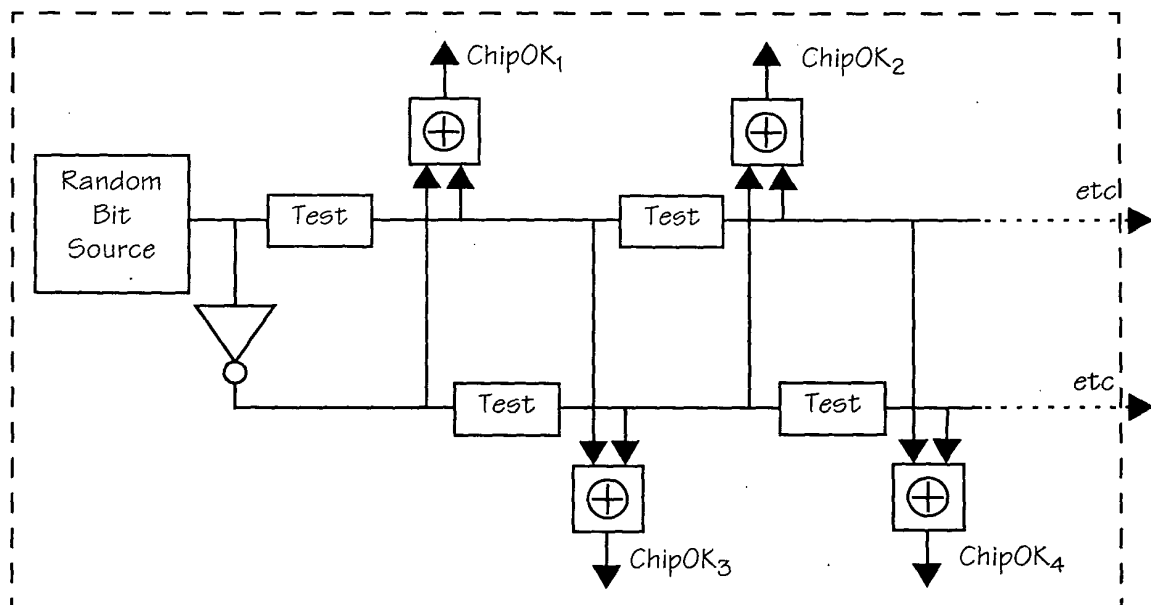 ChipOK₁
ChipOK₂
Random
Bit
Source
Test
Test
etc
Test
Test
etc
ChipOK₃
ChipOK₄